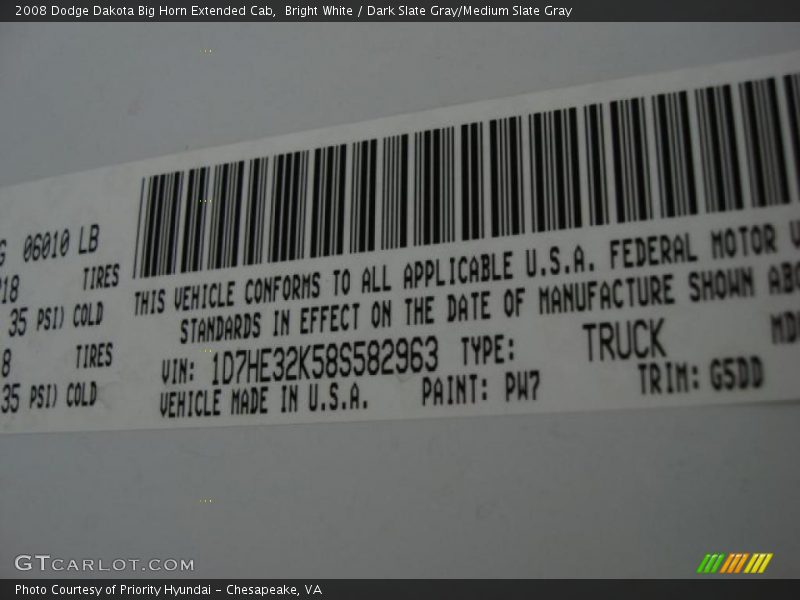 2008 Dodge Dakota Big Horn Extended Cab,  Bright White / Dark Slate Gray/Medium Slate Gray
06010 LB
TIRES
35 PSI) COLD
TIRES
35 PSI) COLD
THIS VEHICLE CONFORMS TO ALL APPLICABLE U.S.A. FEDERAL MOTOR
STANDARDS IN EFFECT ON THE DATE OF MANUFACTURE SHOWN
VIN: 1D7HE32K58S582963 TYPE: TRUCK
VEHICLE MADE IN U.S.A. PAINT: PW7 TRIM: G5DD
GTCARLOT.COM
Photo Courtesy of Priority Hyundai - Chesapeake, VA